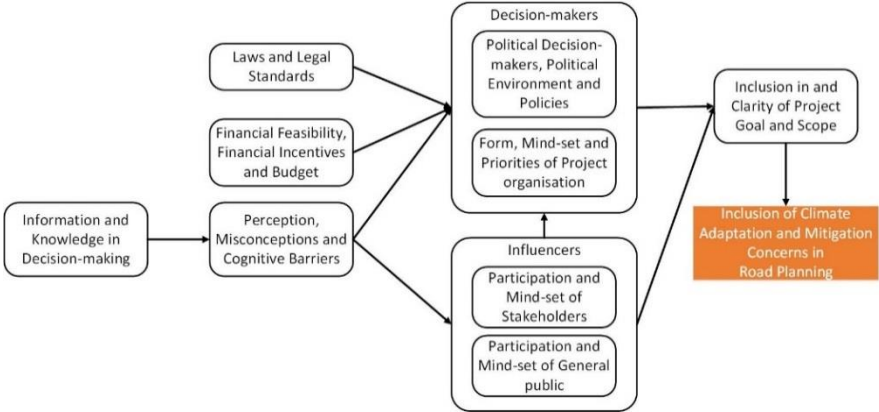 Information and
Knowledge in
Decision-making
Laws and Legal
Standards
Financial Feasibility,
Financial Incentives
and Budget
Perception,
Misconceptions and
Cognitive Barriers
Decision-makers
Political Decision-
makers, Political
Environment and
Policies
Form, Mind-set and
Priorities of Project
organisation
Influencers
Participation and
Mind-set of
Stakeholders
Participation and
Mind-set of General
public
Inclusion in and
Clarity of Project
Goal and Scope
Inclusion of Climate
Adaptation and Mitigation
Concerns in
Road Planning